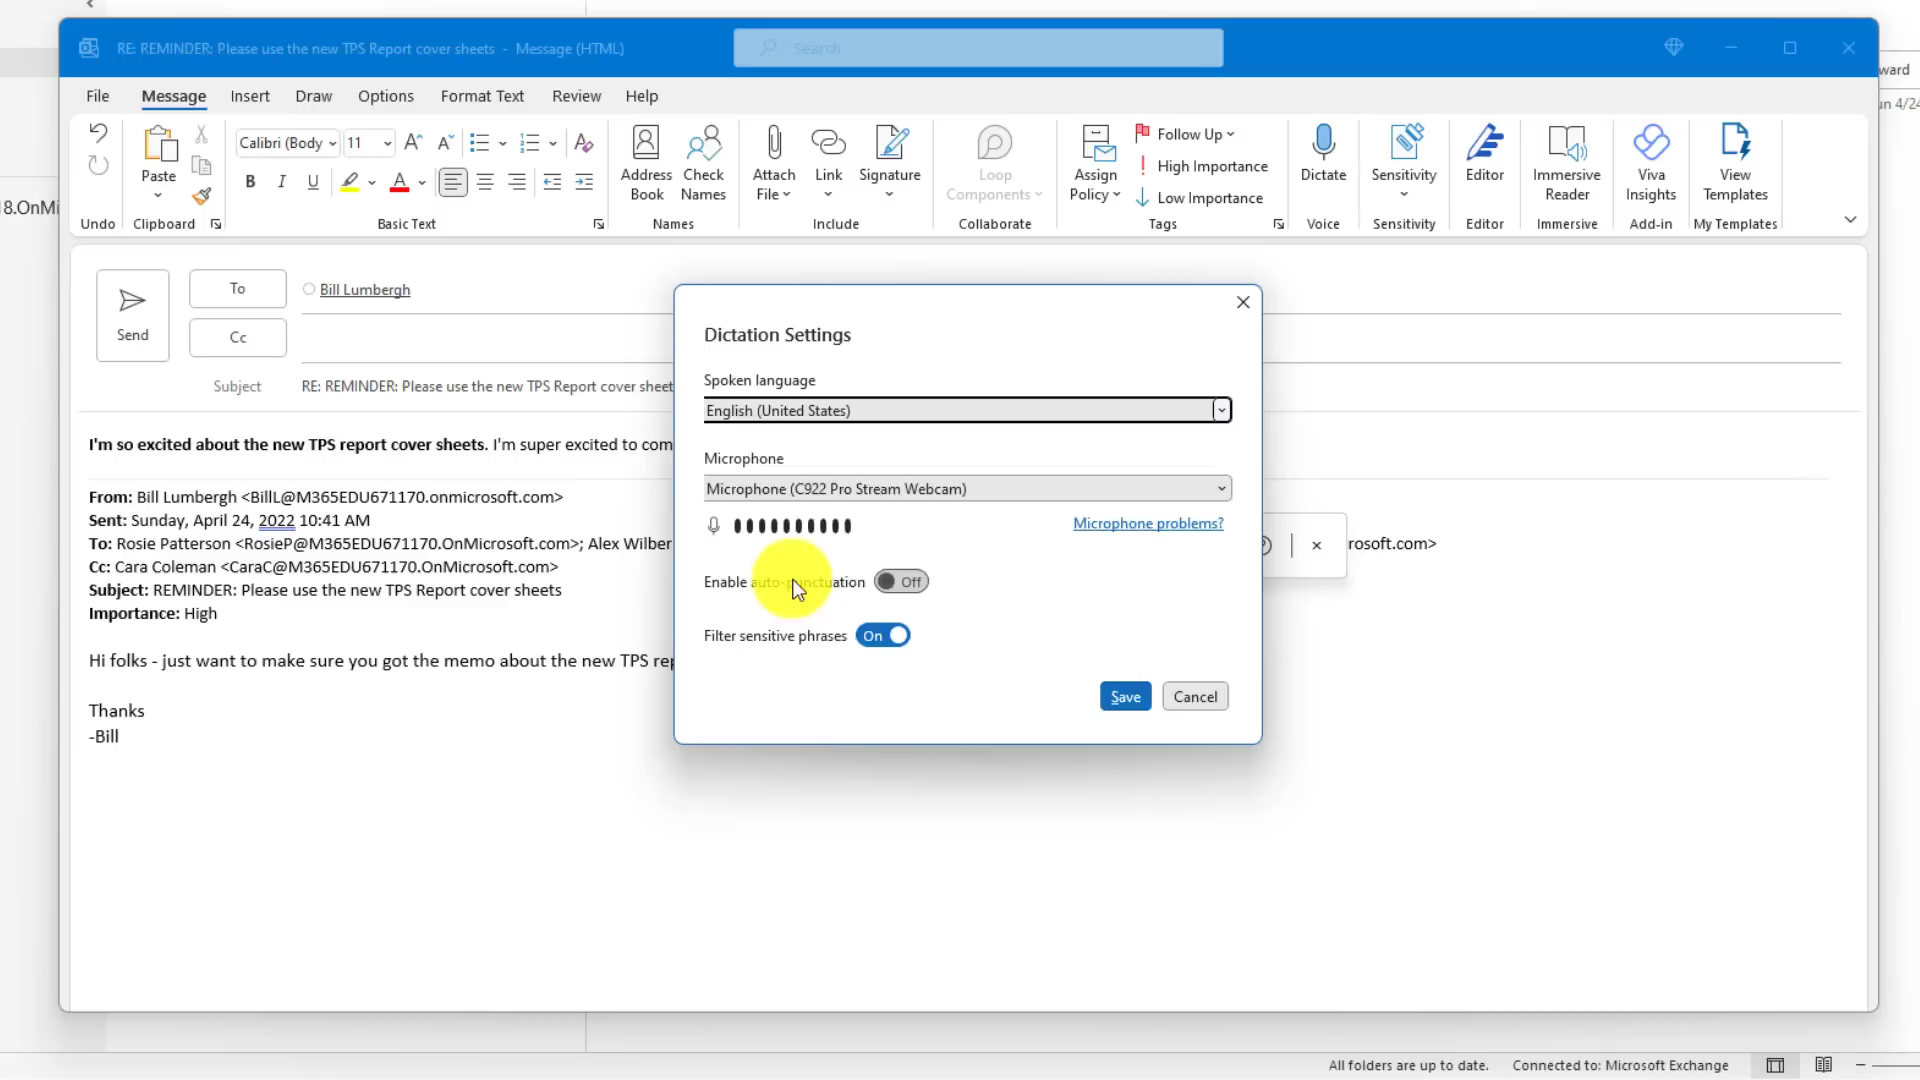 ward
un 4/24
18.OnMi
RE: REMINDER: Please use the new TPS Report cover sheets - Message (HTML)
Search
File Message Insert Draw Options Format Text Review Help
Paste
Undo
Clipboard
Calibri (Body 11
B I U A
Basic Text
Address Book
Check Names
Names
Attach File
Link
Signature
Include
Loop Components
Collaborate
Assign Policy
Follow Up
High Importance
Low Importance
Tags
Dictate
Voice
Sensitivity
Sensitivity
Editor
Editor
Immersive Reader
Immersive
Viva Insights
Add-in
View Templates
My Templates
Send
To Bill Lumbergh
Cc
Subject RE: REMINDER: Please use the new TPS Report cover sheet
I'm so excited about the new TPS report cover sheets. I'm super excited to com
From: Bill Lumbergh <BillL@M365EDU671170.onmicrosoft.com>
Sent: Sunday, April 24, 2022 10:41 AM
To: Rosie Patterson <RosieP@M365EDU671170.OnMicrosoft.com>; Alex Wilber rosoft.com>
Cc: Cara Coleman <CaraC@M365EDU671170.OnMicrosoft.com>
Subject: REMINDER: Please use the new TPS Report cover sheets
Importance: High
Hi folks - just want to make sure you got the memo about the new TPS rep
Thanks
-Bill
Dictation Settings
Spoken language
English (United States)
Microphone
Microphone (C922 Pro Stream Webcam)
Microphone problems?
Enable auto-punctuation Off
Filter sensitive phrases On
Save Cancel
All folders are up to date. Connected to: Microsoft Exchange